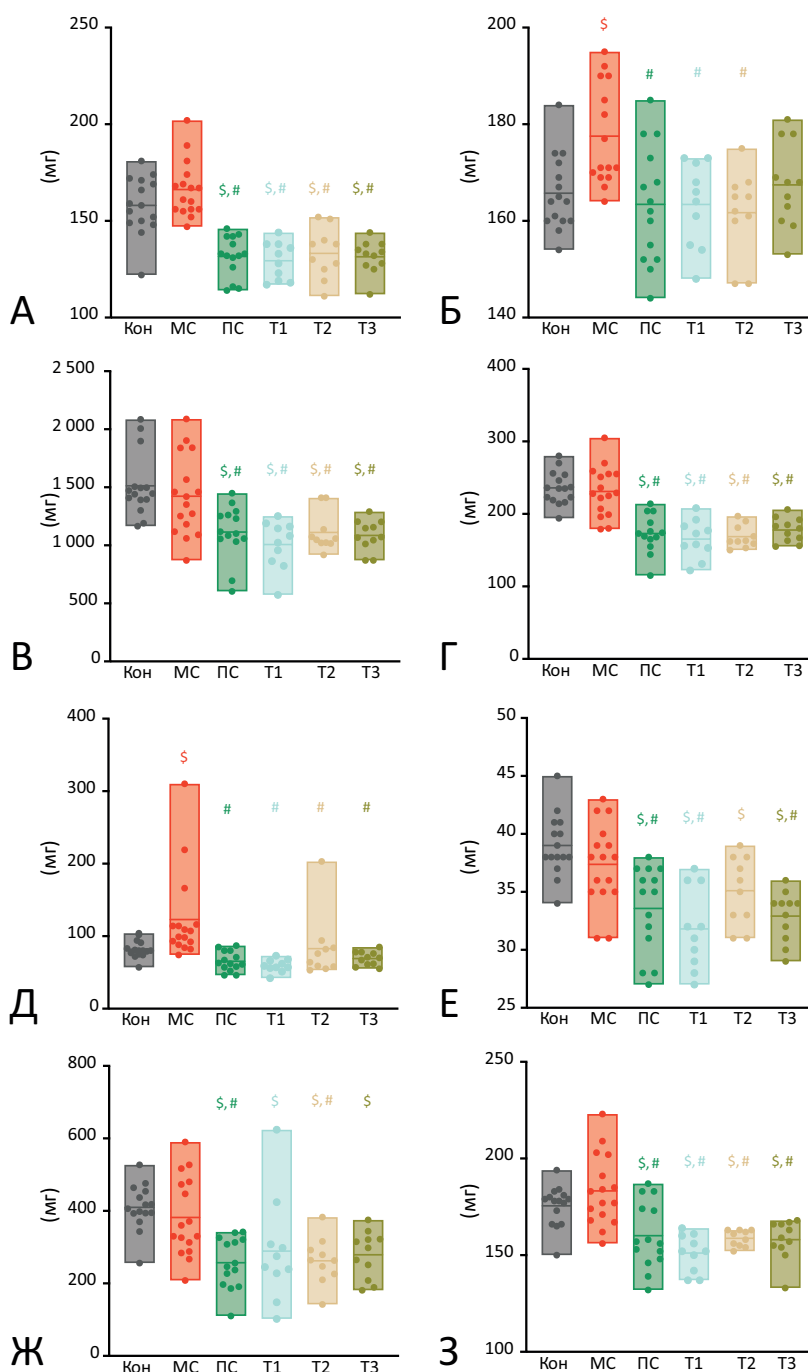 250
200
150
100
(мг)
$, # $, # $, # $, #
А
Кон МС ПС Т1 Т2 Т3
200
180
160
140
(мг)
$
# # #
Б
Кон МС ПС Т1 Т2 Т3
2 500
2 000
1 500
1 000
500
0
(мг)
$, # $, # $, # $, #
В
Кон МС ПС Т1 Т2 Т3
400
300
200
100
0
(мг)
$, # $, # $, # $, #
Г
Кон МС ПС Т1 Т2 Т3
400
300
200
100
0
(мг)
$
# # # #
Д
Кон МС ПС Т1 Т2 Т3
50
45
40
35
30
25
(мг)
$, # $, # $ $, #
Е
Кон МС ПС Т1 Т2 Т3
800
600
400
200
0
(мг)
$, # $ $, # $
Ж
Кон МС ПС Т1 Т2 Т3
250
200
150
100
(мг)
$, # $, # $, # $, #
З
Кон МС ПС Т1 Т2 Т3